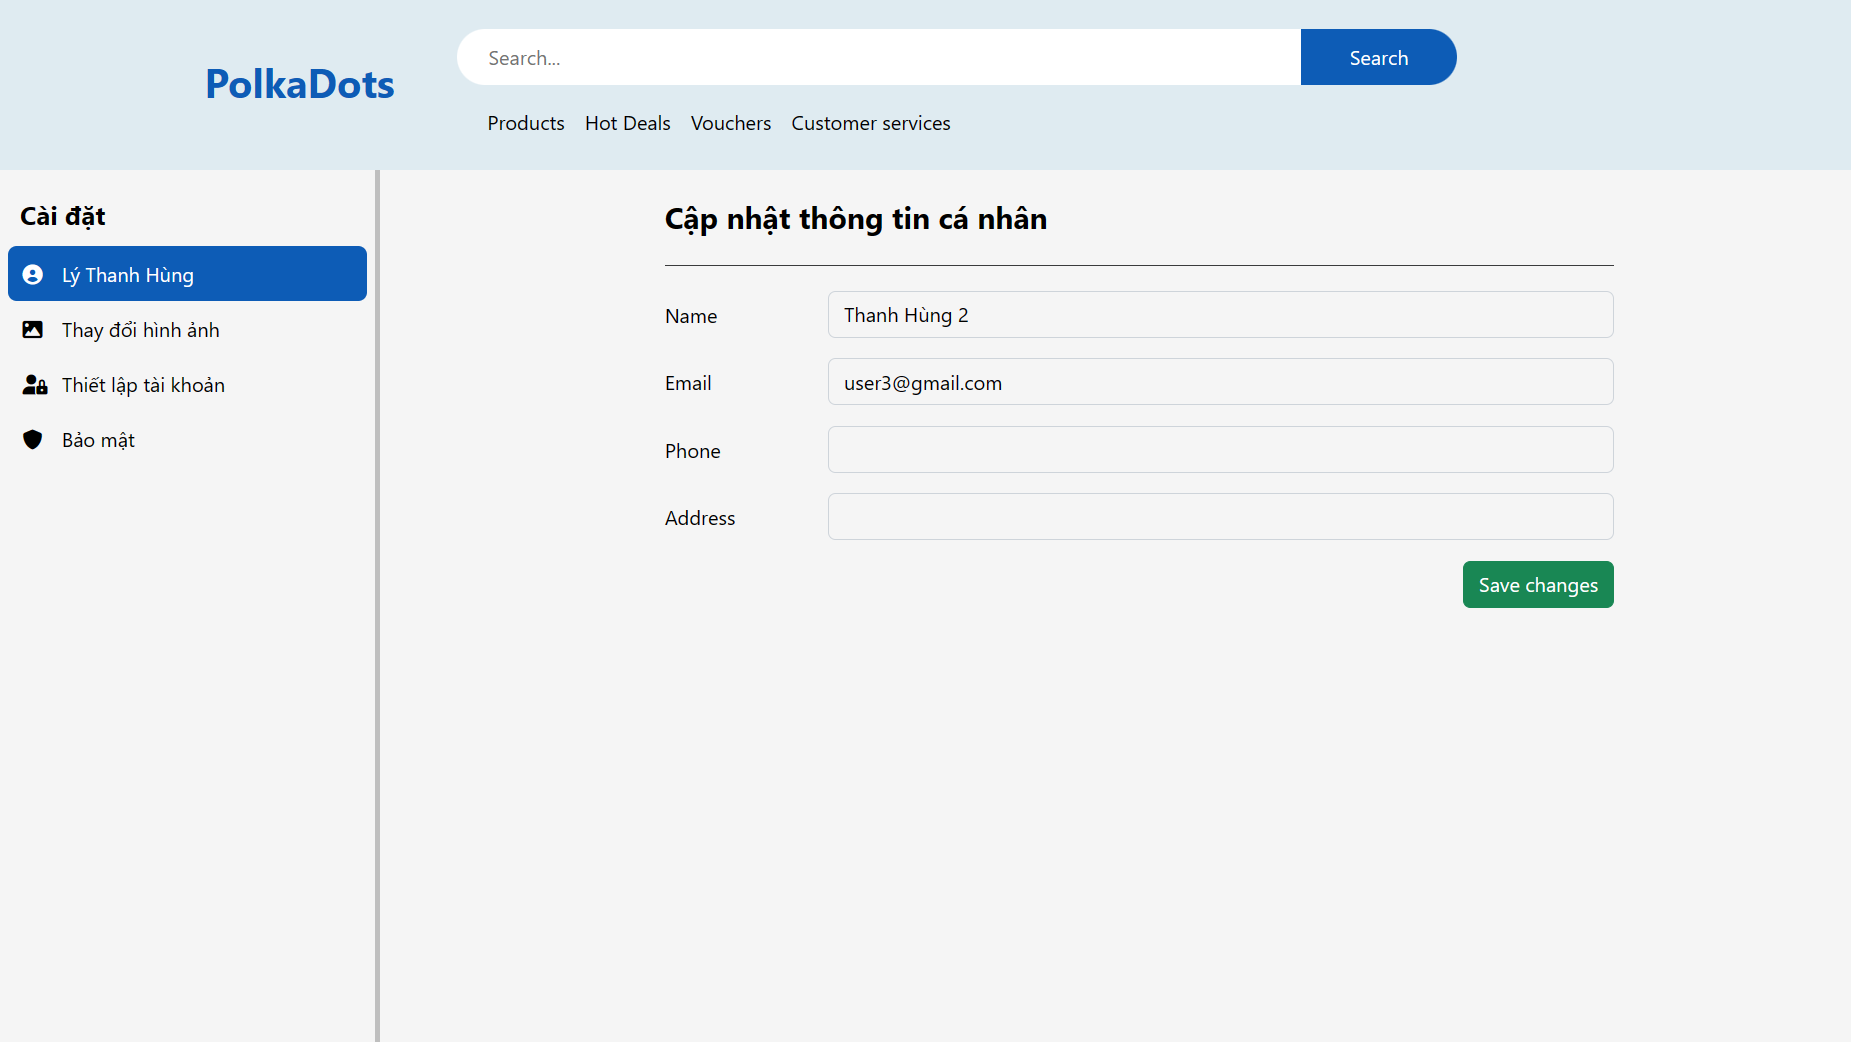 PolkaDots
Search...
Search
Products Hot Deals Vouchers Customer services
Cài đặt
Lý Thanh Hùng
Thay đổi hình ảnh
Thiết lập tài khoản
Bảo mật
Cập nhật thông tin cá nhân
Name Thanh Hùng 2
Email user3@gmail.com
Phone
Address
Save changes